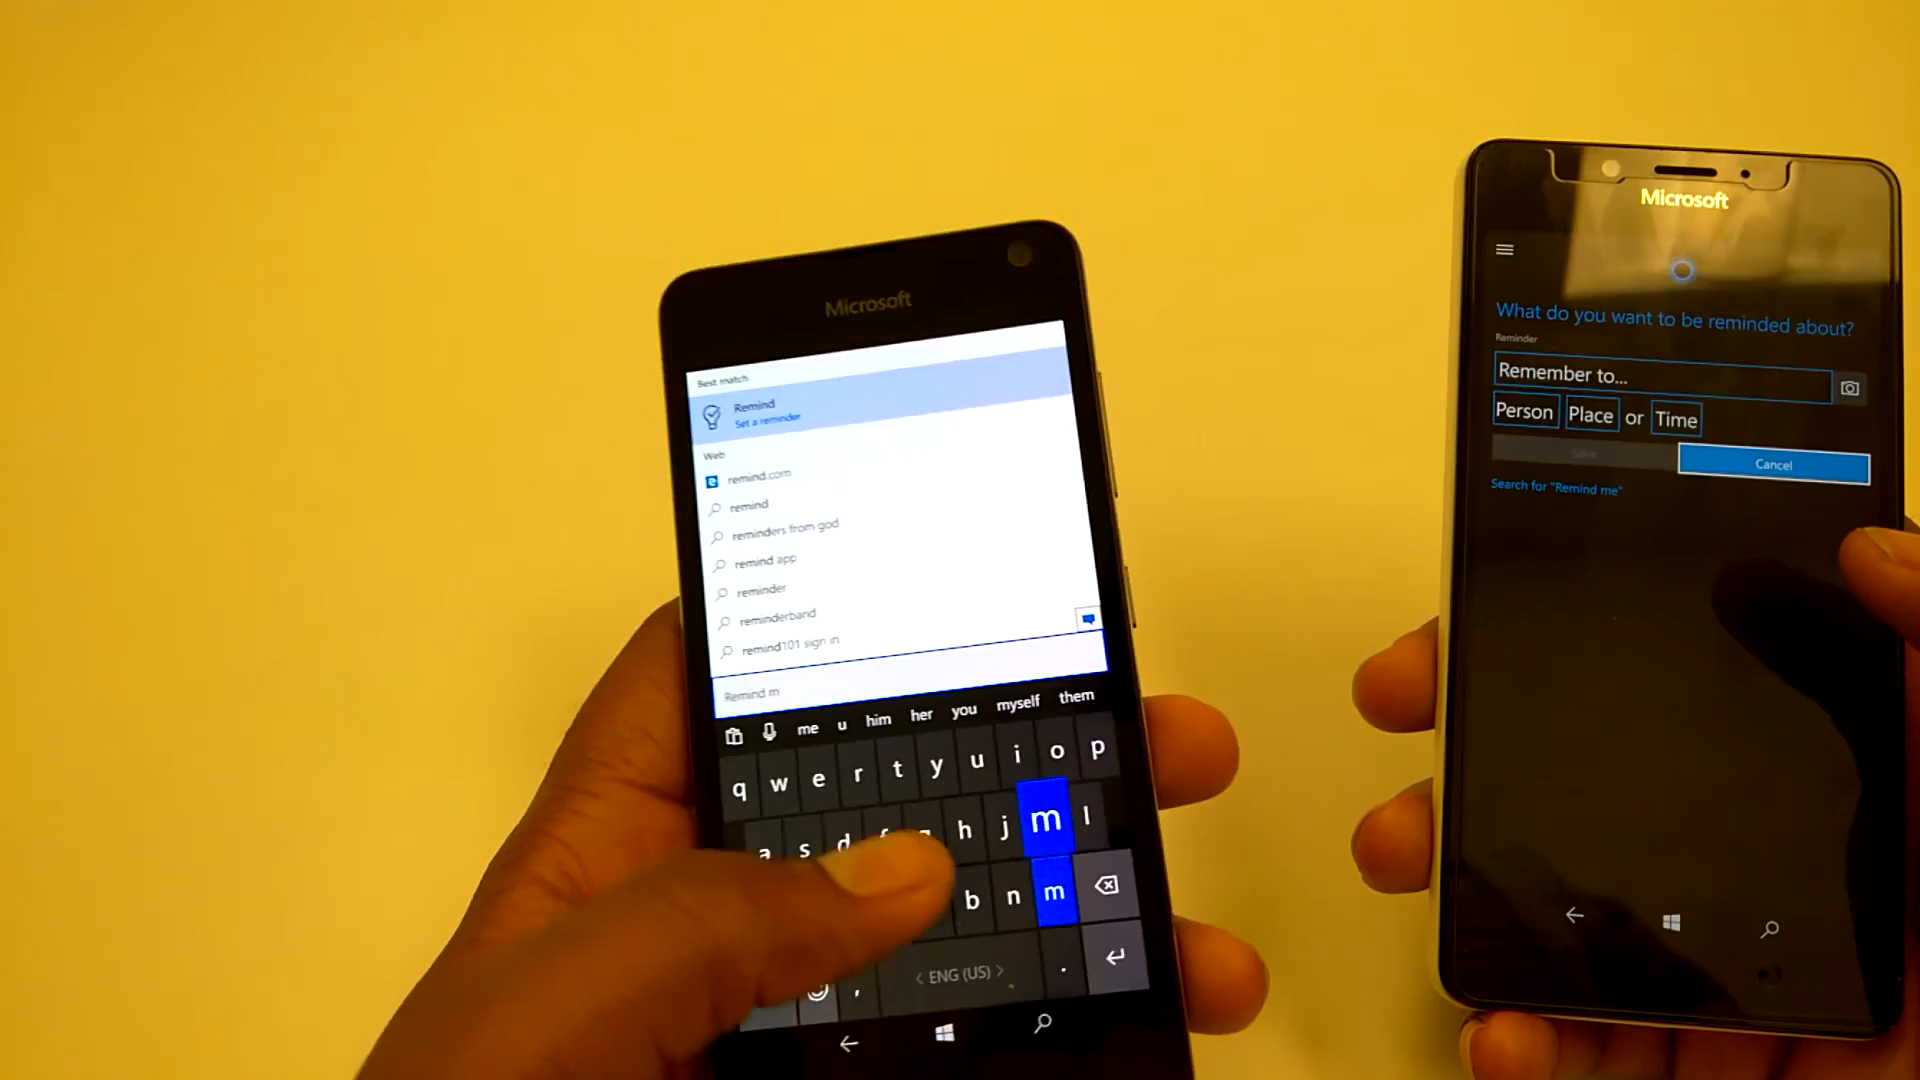 Microsoft
Best match
Remind
Set a reminder
Web
remind.com
remind
reminders from god
remind app
reminder
reminderband
remind101 sign in
Remind m
me u him her you myself them
q w e r t y u i o p
a s d f g h j m l
b n m
, < ENG (US) > .
Microsoft
What do you want to be reminded about?
Reminder
Remember to...
Person Place or Time
Save Cancel
Search for "Remind me"